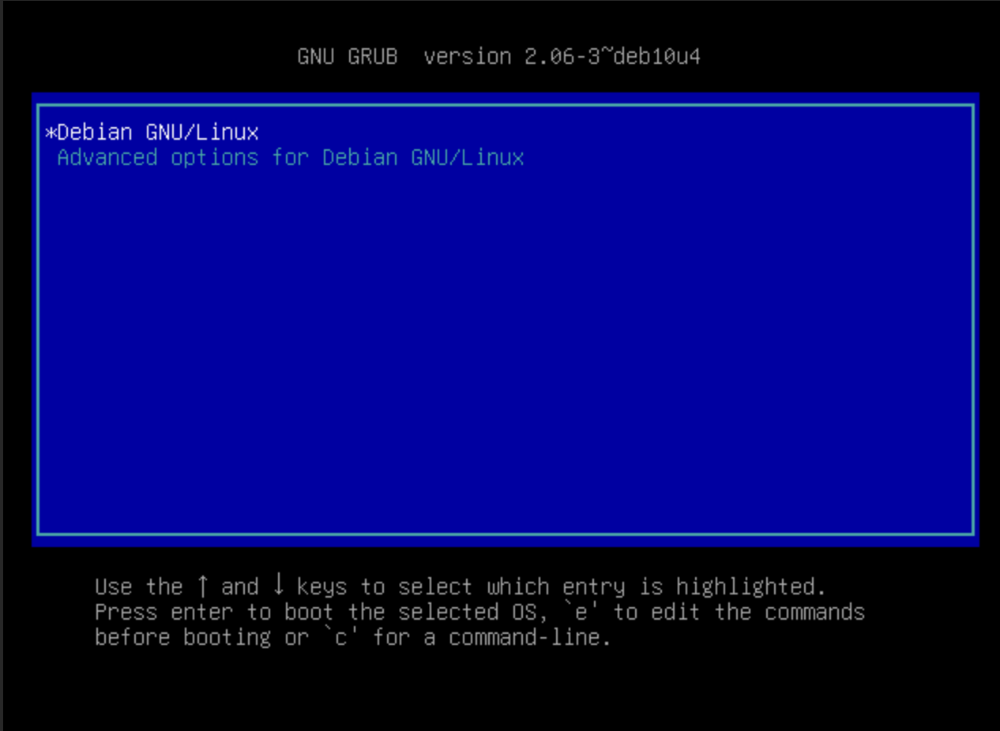 GNU GRUB  version 2.06-3~deb10u4
*Debian GNU/Linux
Advanced options for Debian GNU/Linux
Use the ↑ and ↓ keys to select which entry is highlighted.
Press enter to boot the selected OS, `e' to edit the commands
before booting or `c' for a command-line.